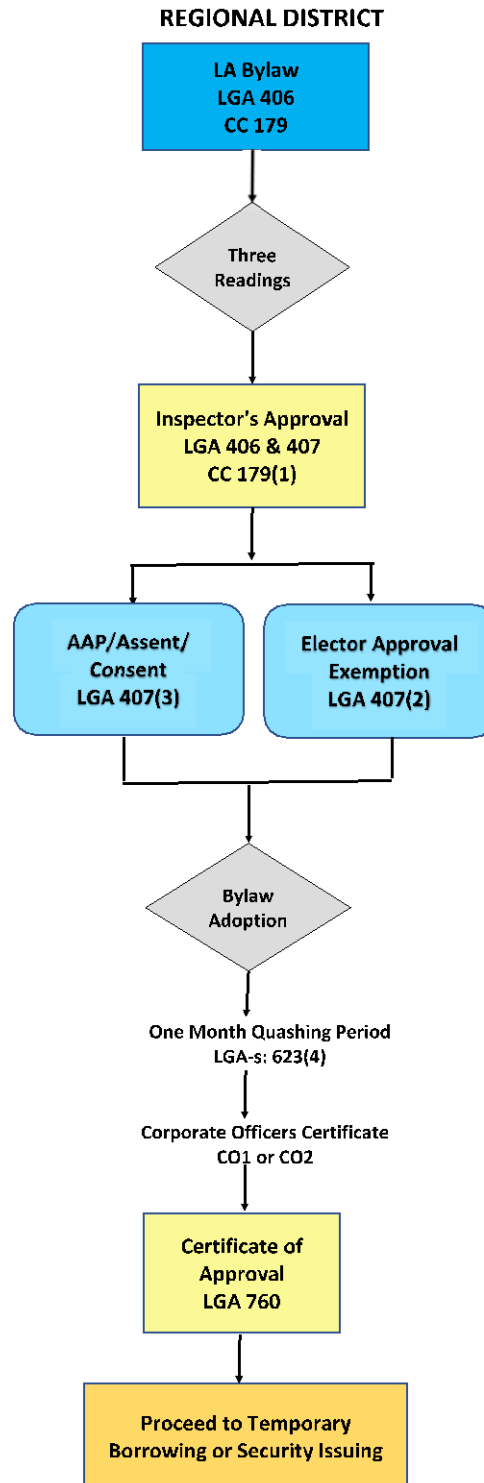 REGIONAL DISTRICT
LA Bylaw
LGA 406
CC 179
Three
Readings
Inspector's Approval
LGA 406 & 407
CC 179(1)
AAP/Assent/
Consent
LGA 407(3)
Elector Approval
Exemption
LGA 407(2)
Bylaw
Adoption
One Month Quashing Period
LGA-s: 623(4)
Corporate Officers Certificate
CO1 or CO2
Certificate of
Approval
LGA 760
Proceed to Temporary
Borrowing or Security Issuing